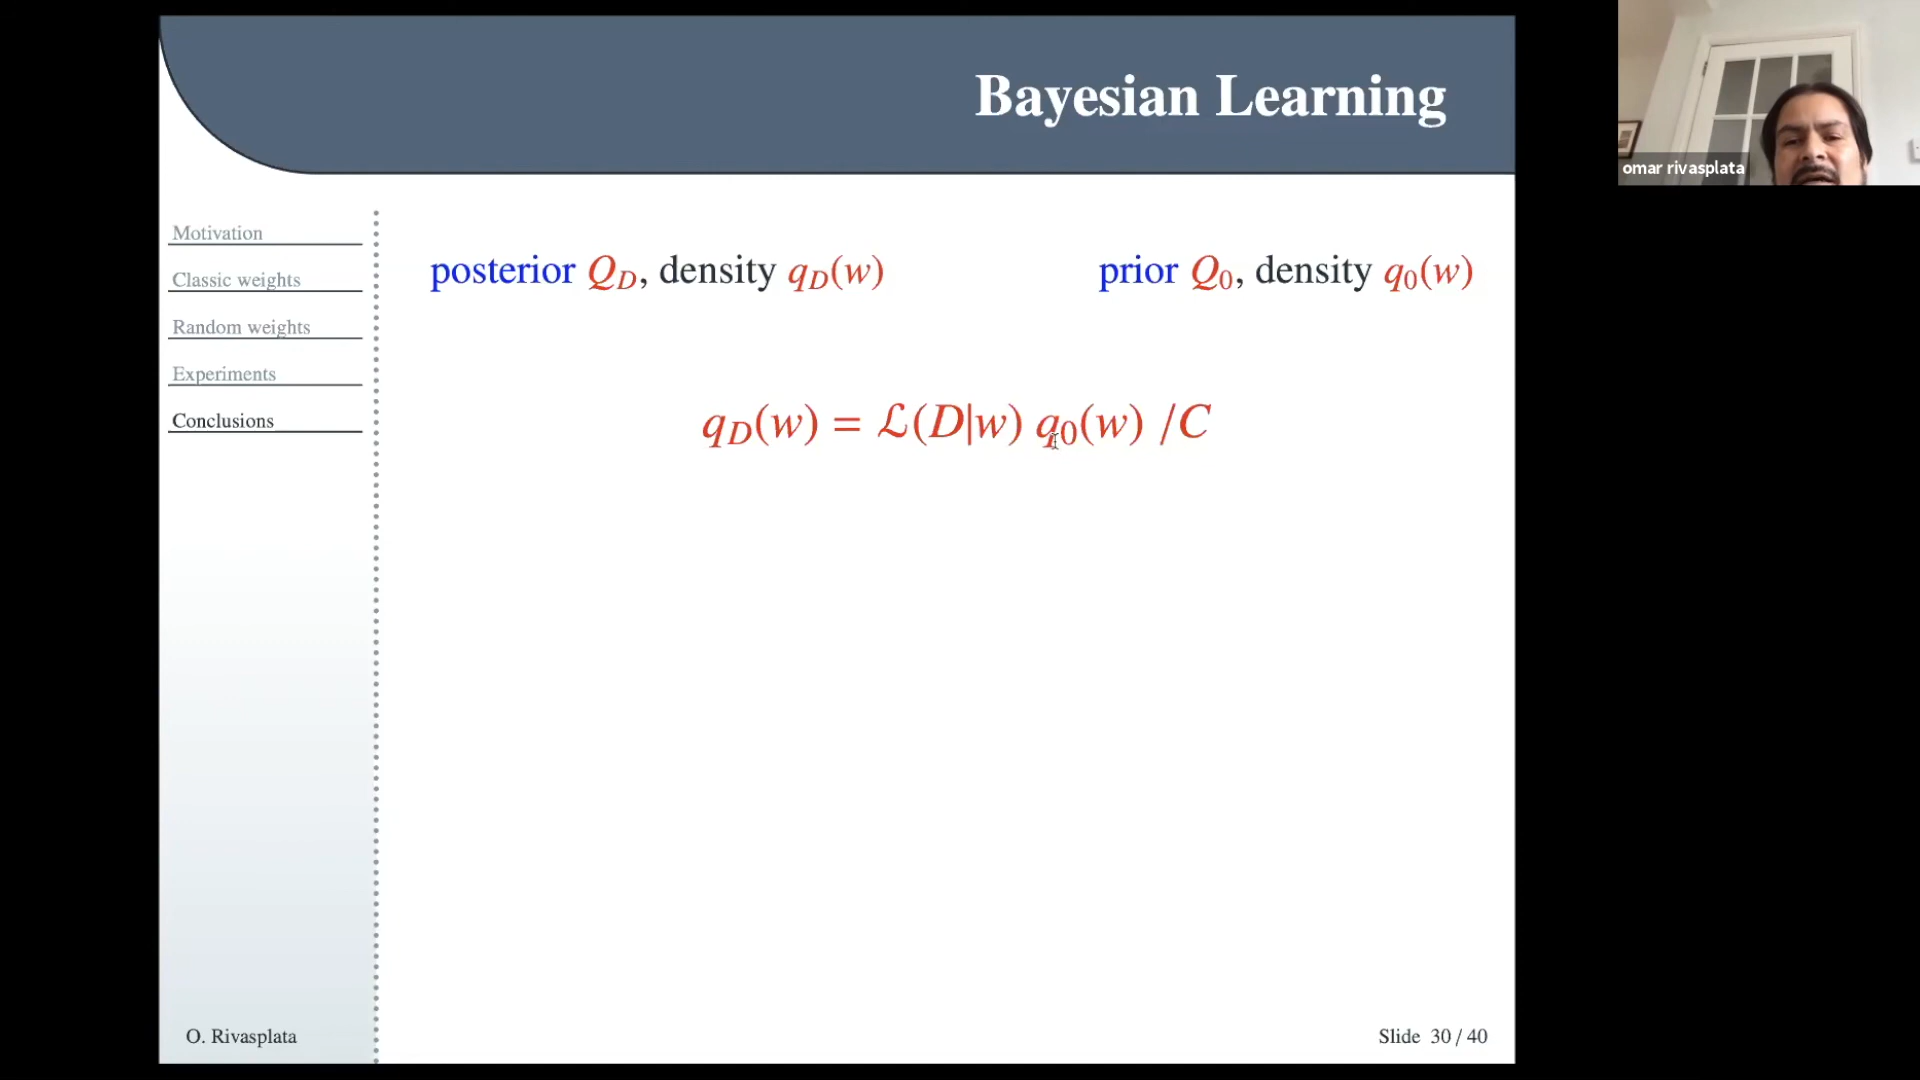 Bayesian Learning
omar rivasplata
Motivation
Classic weights
Random weights
Experiments
Conclusions
posterior Q_D, density q_D(w)
prior Q_0, density q_0(w)
q_D(w) = ℒ(D|w) q_0(w) /C
O. Rivasplata
Slide 30 / 40